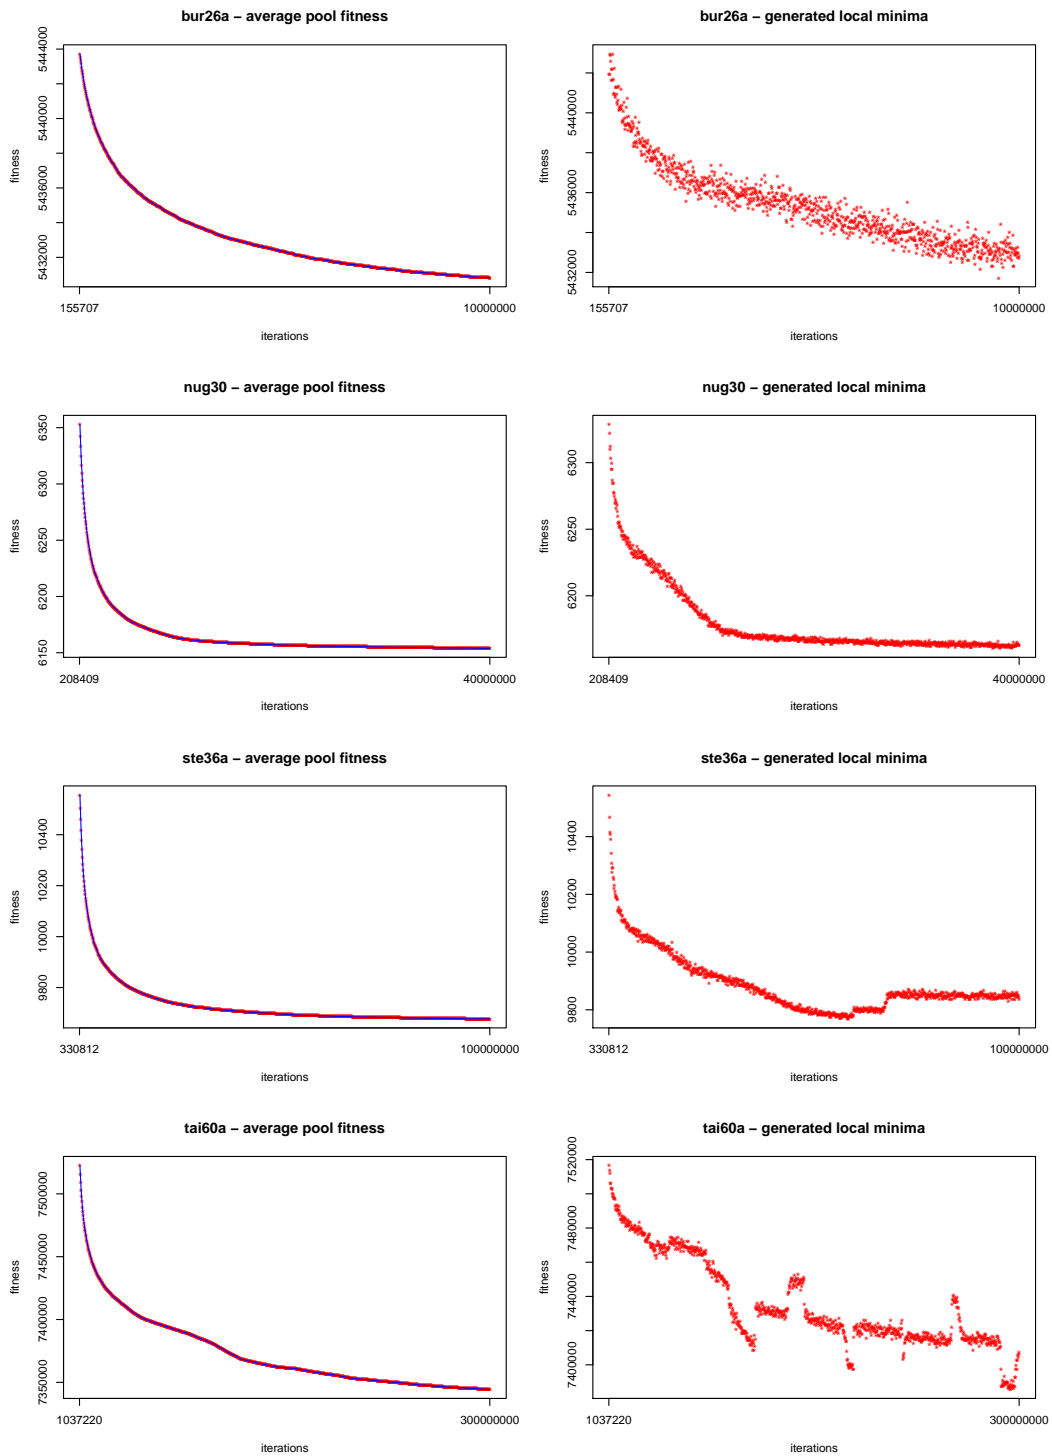 bur26a – average pool fitness
fitness
5432000 5436000 5440000 5444000
155707 10000000
iterations
bur26a – generated local minima
fitness
5432000 5436000 5440000
155707 10000000
iterations
nug30 – average pool fitness
fitness
6150 6200 6250 6300 6350
208409 40000000
iterations
nug30 – generated local minima
fitness
6200 6250 6300
208409 40000000
iterations
ste36a – average pool fitness
fitness
9800 10000 10200 10400
330812 100000000
iterations
ste36a – generated local minima
fitness
9800 10000 10200 10400
330812 100000000
iterations
tai60a – average pool fitness
fitness
7350000 7400000 7450000 7500000
1037220 300000000
iterations
tai60a – generated local minima
fitness
7400000 7440000 7480000 7520000
1037220 300000000
iterations